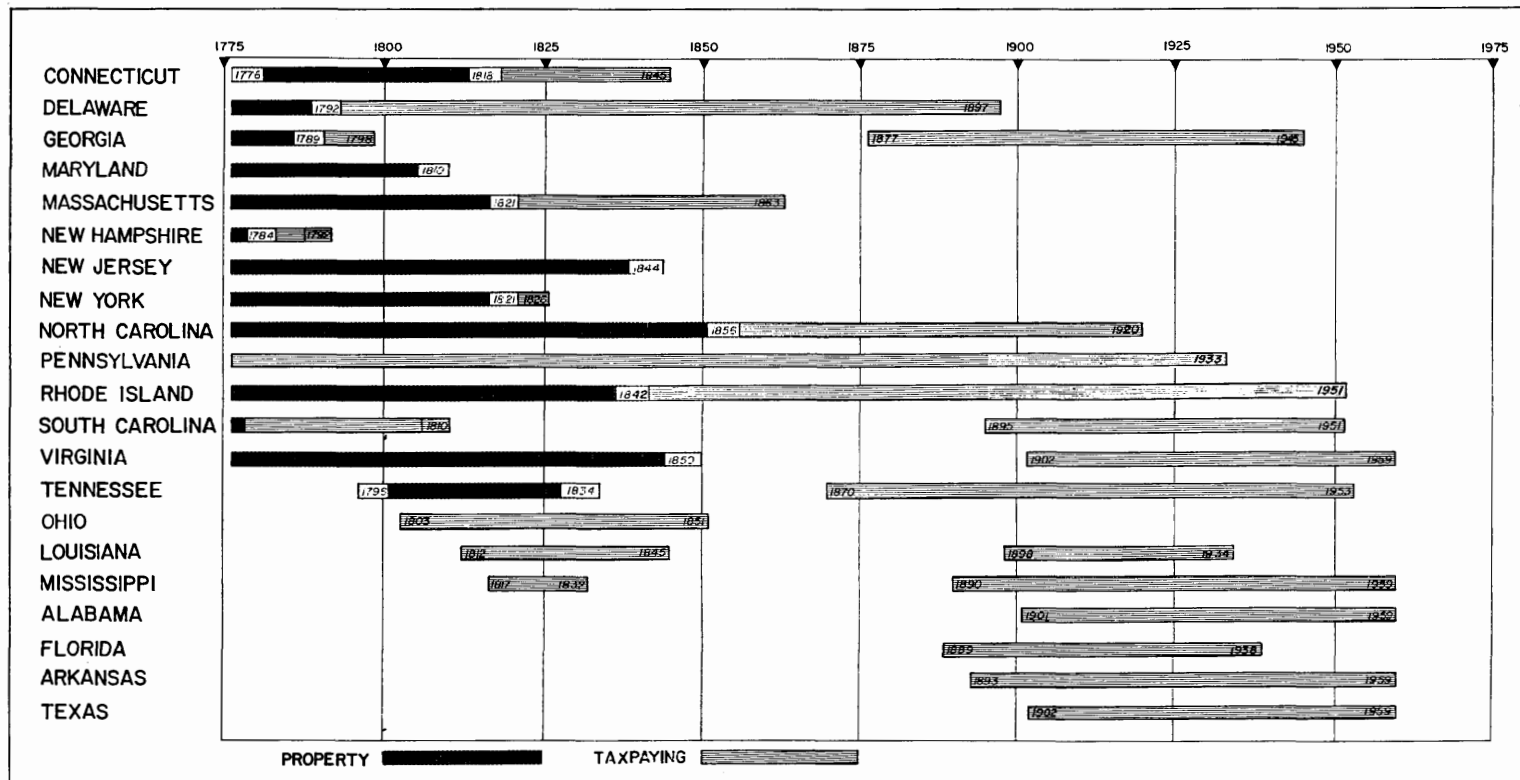 1775 1800 1825 1850 1875 1900 1925 1950 1975
CONNECTICUT 1776 1818 1845
DELAWARE 1792 1897
GEORGIA 1789 1798 1877 1945
MARYLAND 1810
MASSACHUSETTS 1821 1863
NEW HAMPSHIRE 1784 1792
NEW JERSEY 1844
NEW YORK 1821 1826
NORTH CAROLINA 1856 1920
PENNSYLVANIA 1933
RHODE ISLAND 1842 1951
SOUTH CAROLINA 1810 1895 1951
VIRGINIA 1850 1902 1959
TENNESSEE 1796 1834 1870 1953
OHIO 1803 1851
LOUISIANA 1812 1845 1898 1934
MISSISSIPPI 1817 1832 1890 1959
ALABAMA 1901 1959
FLORIDA 1889 1938
ARKANSAS 1893 1959
TEXAS 1902 1959
PROPERTY TAXPAYING